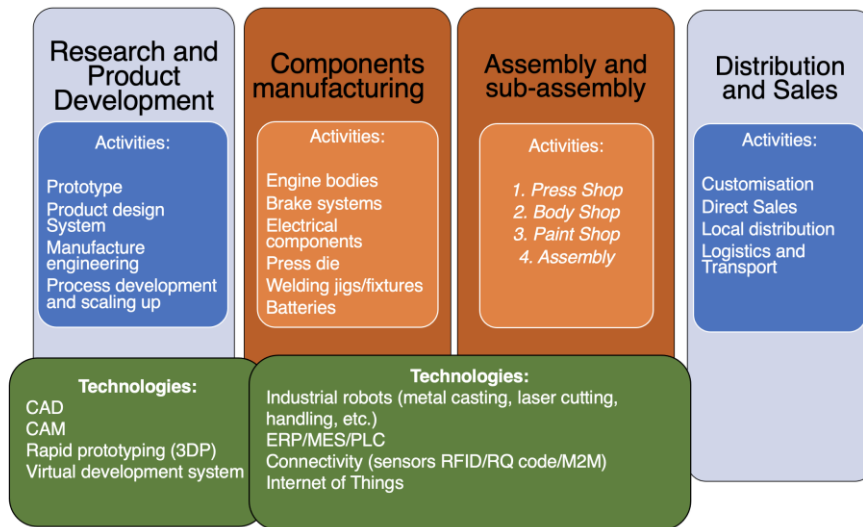 Research and
Product
Development
Activities:
Prototype
Product design
System
Manufacture
engineering
Process development
and scaling up
Technologies:
CAD
CAM
Rapid prototyping (3DP)
Virtual development system
Components
manufacturing
Activities:
Engine bodies
Brake systems
Electrical
components
Press die
Welding jigs/fixtures
Batteries
Assembly and
sub-assembly
Activities:
1. Press Shop
2. Body Shop
3. Paint Shop
4. Assembly
Technologies:
Industrial robots (metal casting, laser cutting,
handling, etc.)
ERP/MES/PLC
Connectivity (sensors RFID/RQ code/M2M)
Internet of Things
Distribution
and Sales
Activities:
Customisation
Direct Sales
Local distribution
Logistics and
Transport